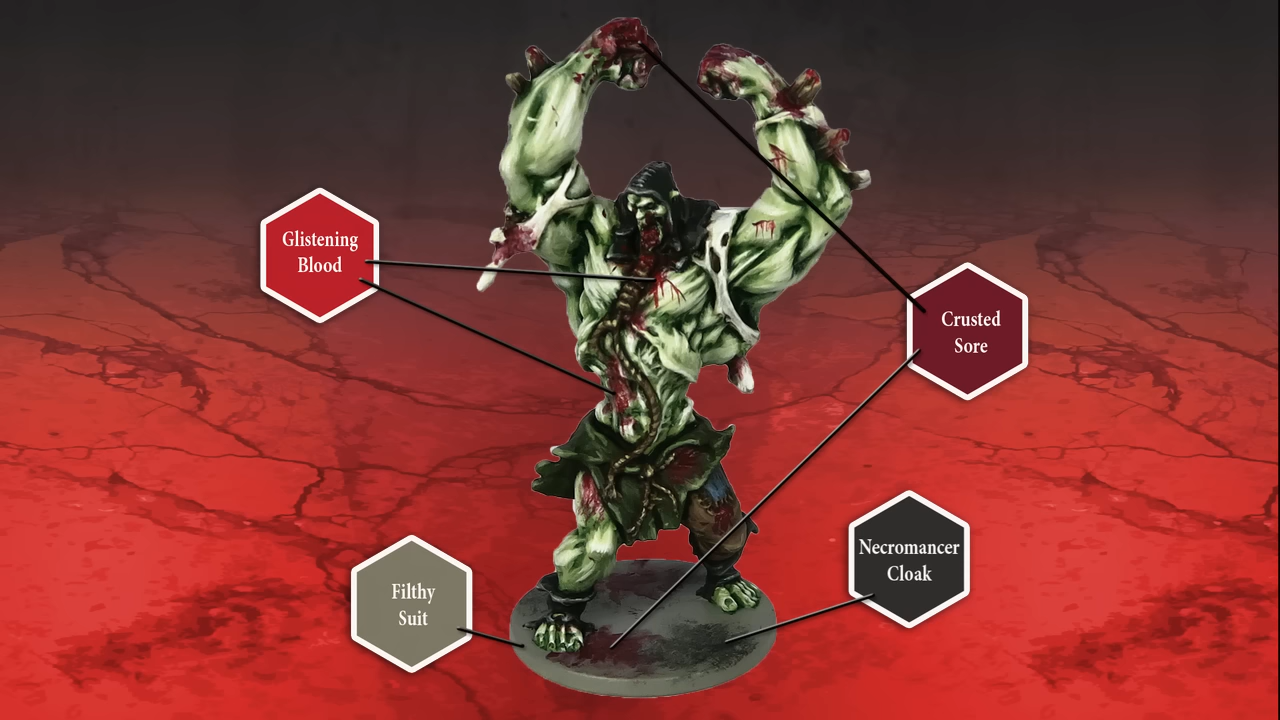 Glistening
Blood
Crusted
Sore
Necromancer
Cloak
Filthy
Suit